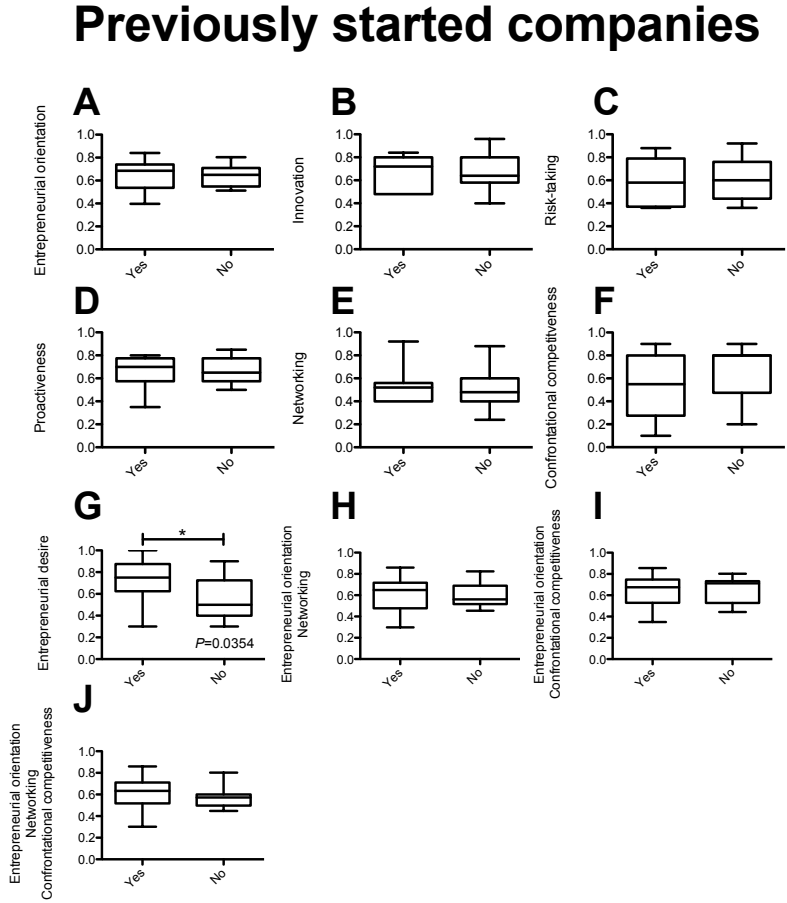 Previously started companies
A
Entrepreneurial orientation
1.0
0.8
0.6
0.4
0.2
0.0
Yes
No
B
Innovation
1.0
0.8
0.6
0.4
0.2
0.0
Yes
No
C
Risk-taking
1.0
0.8
0.6
0.4
0.2
0.0
Yes
No
D
Proactiveness
1.0
0.8
0.6
0.4
0.2
0.0
Yes
No
E
Networking
1.0
0.8
0.6
0.4
0.2
0.0
Yes
No
F
Confrontational competitiveness
1.0
0.8
0.6
0.4
0.2
0.0
Yes
No
G
Entrepreneurial desire
1.0
0.8
0.6
0.4
0.2
0.0
*
P=0.0354
Yes
No
H
Entrepreneurial orientation
Networking
1.0
0.8
0.6
0.4
0.2
0.0
Yes
No
I
Entrepreneurial orientation
Confrontational competitiveness
1.0
0.8
0.6
0.4
0.2
0.0
Yes
No
J
Entrepreneurial orientation
Networking
Confrontational competitiveness
1.0
0.8
0.6
0.4
0.2
0.0
Yes
No